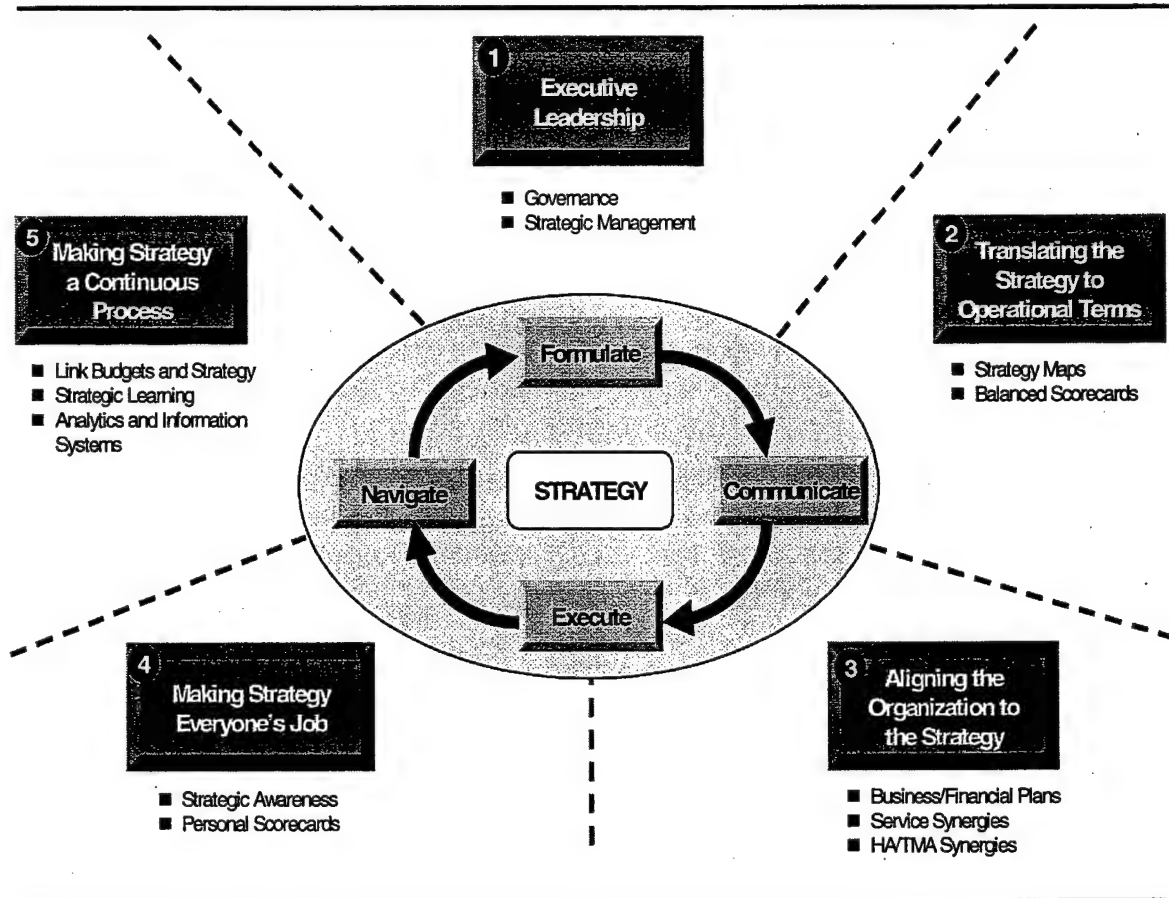 1
Executive
Leadership
■ Governance
■ Strategic Management
2
Translating the
Strategy to
Operational Terms
■ Strategy Maps
■ Balanced Scorecards
3
Aligning the
Organization to
the Strategy
■ Business/Financial Plans
■ Service Synergies
■ HA/TMA Synergies
4
Making Strategy
Everyone's Job
■ Strategic Awareness
■ Personal Scorecards
5
Making Strategy
a Continuous
Process
■ Link Budgets and Strategy
■ Strategic Learning
■ Analytics and Information
Systems
Formulate
Communicate
Execute
Navigate
STRATEGY